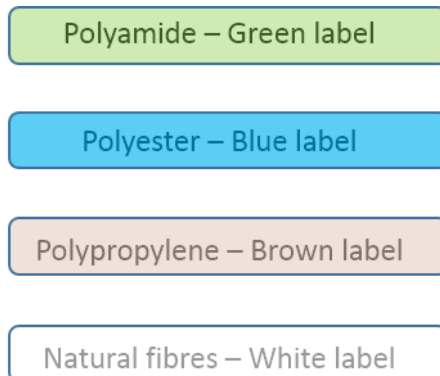 Polyamide – Green label
Polyester – Blue label
Polypropylene – Brown label
Natural fibres – White label